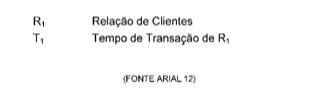 R₁ Relação de Clientes
T₁ Tempo de Transação de R₁
(FONTE ARIAL 12)